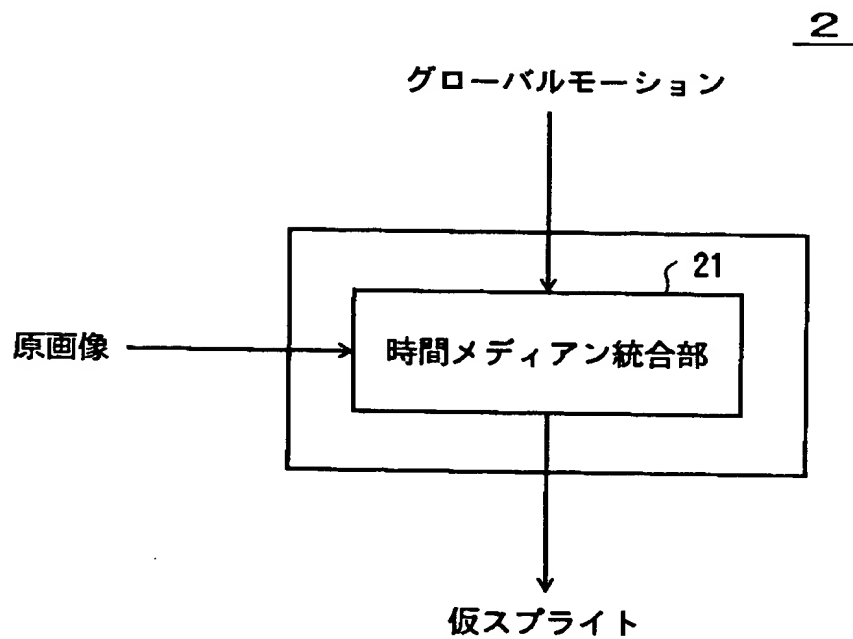 2
グローバルモーション
21
原画像
時間メディアン統合部
仮スプライト